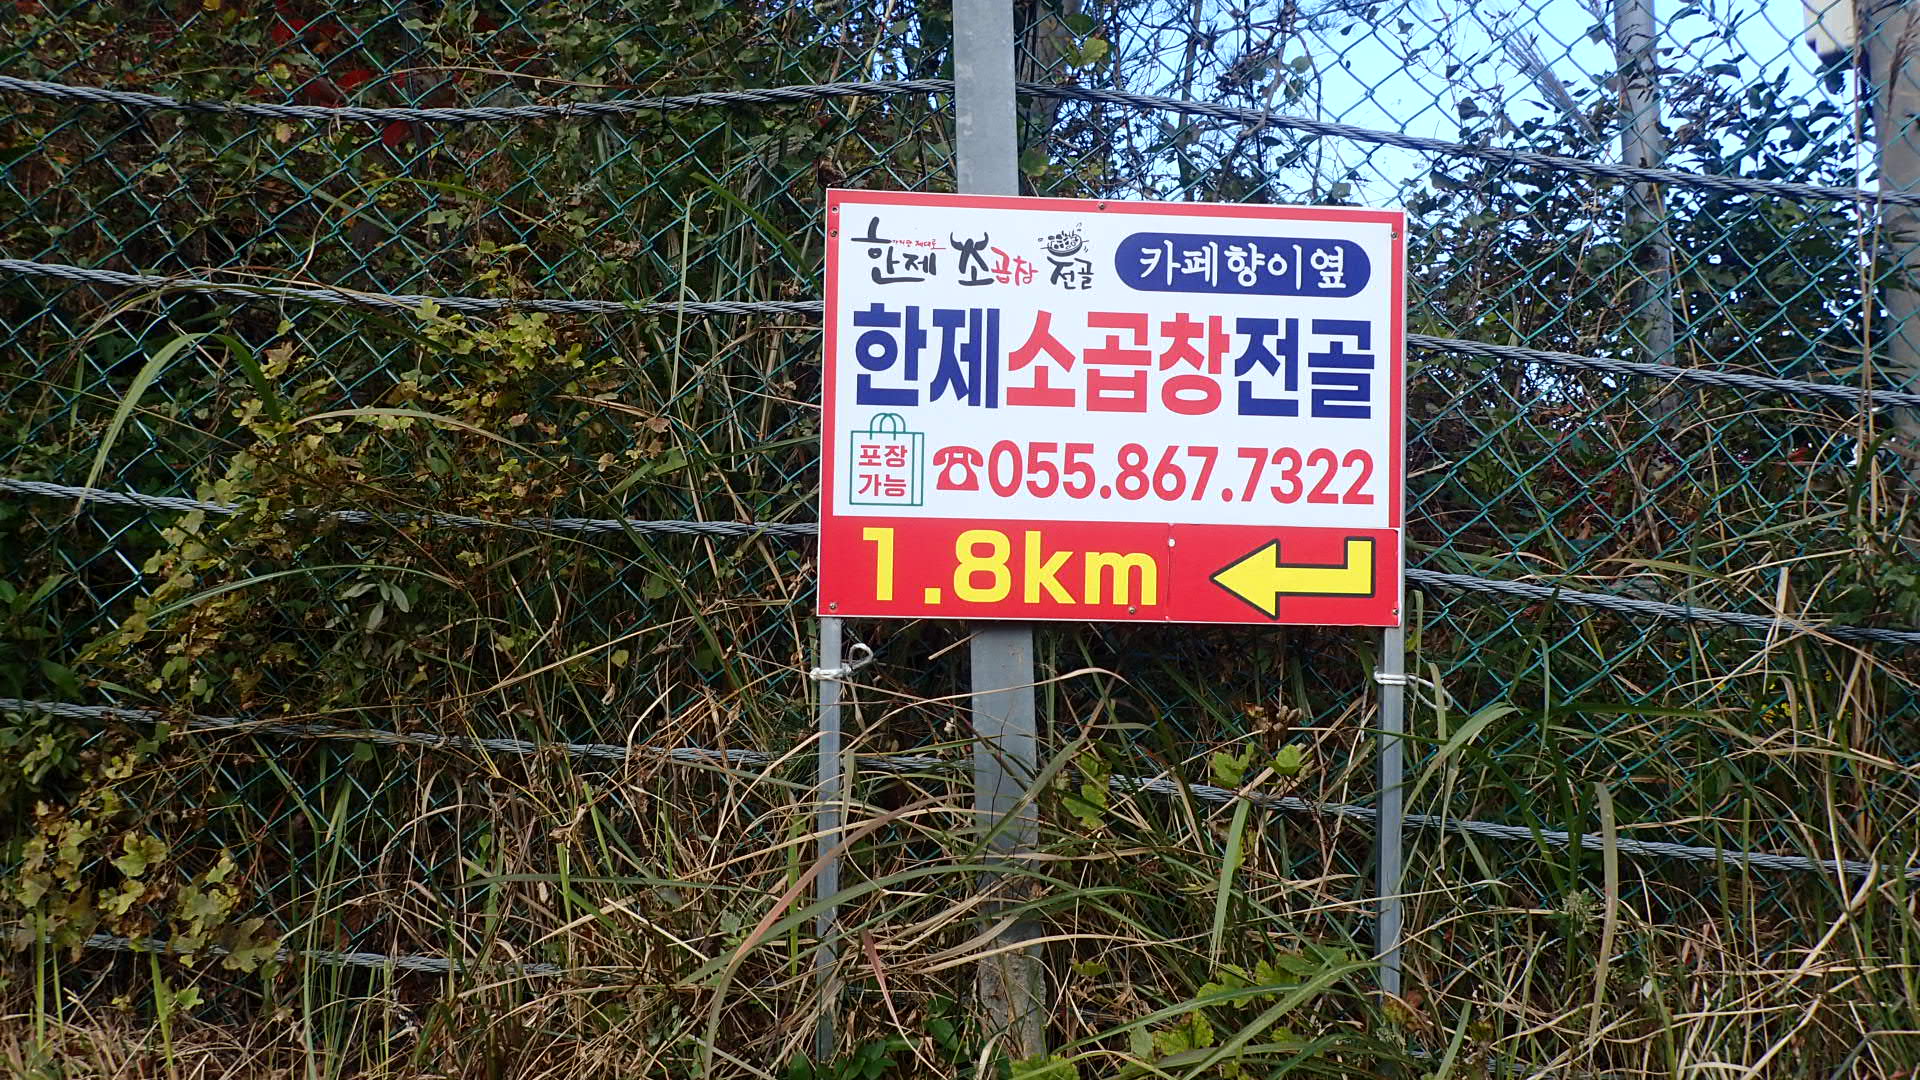 한제 소곱창 전골
카페향이옆
한제소곱창전골
포장
가능
☎055.867.7322
1.8km